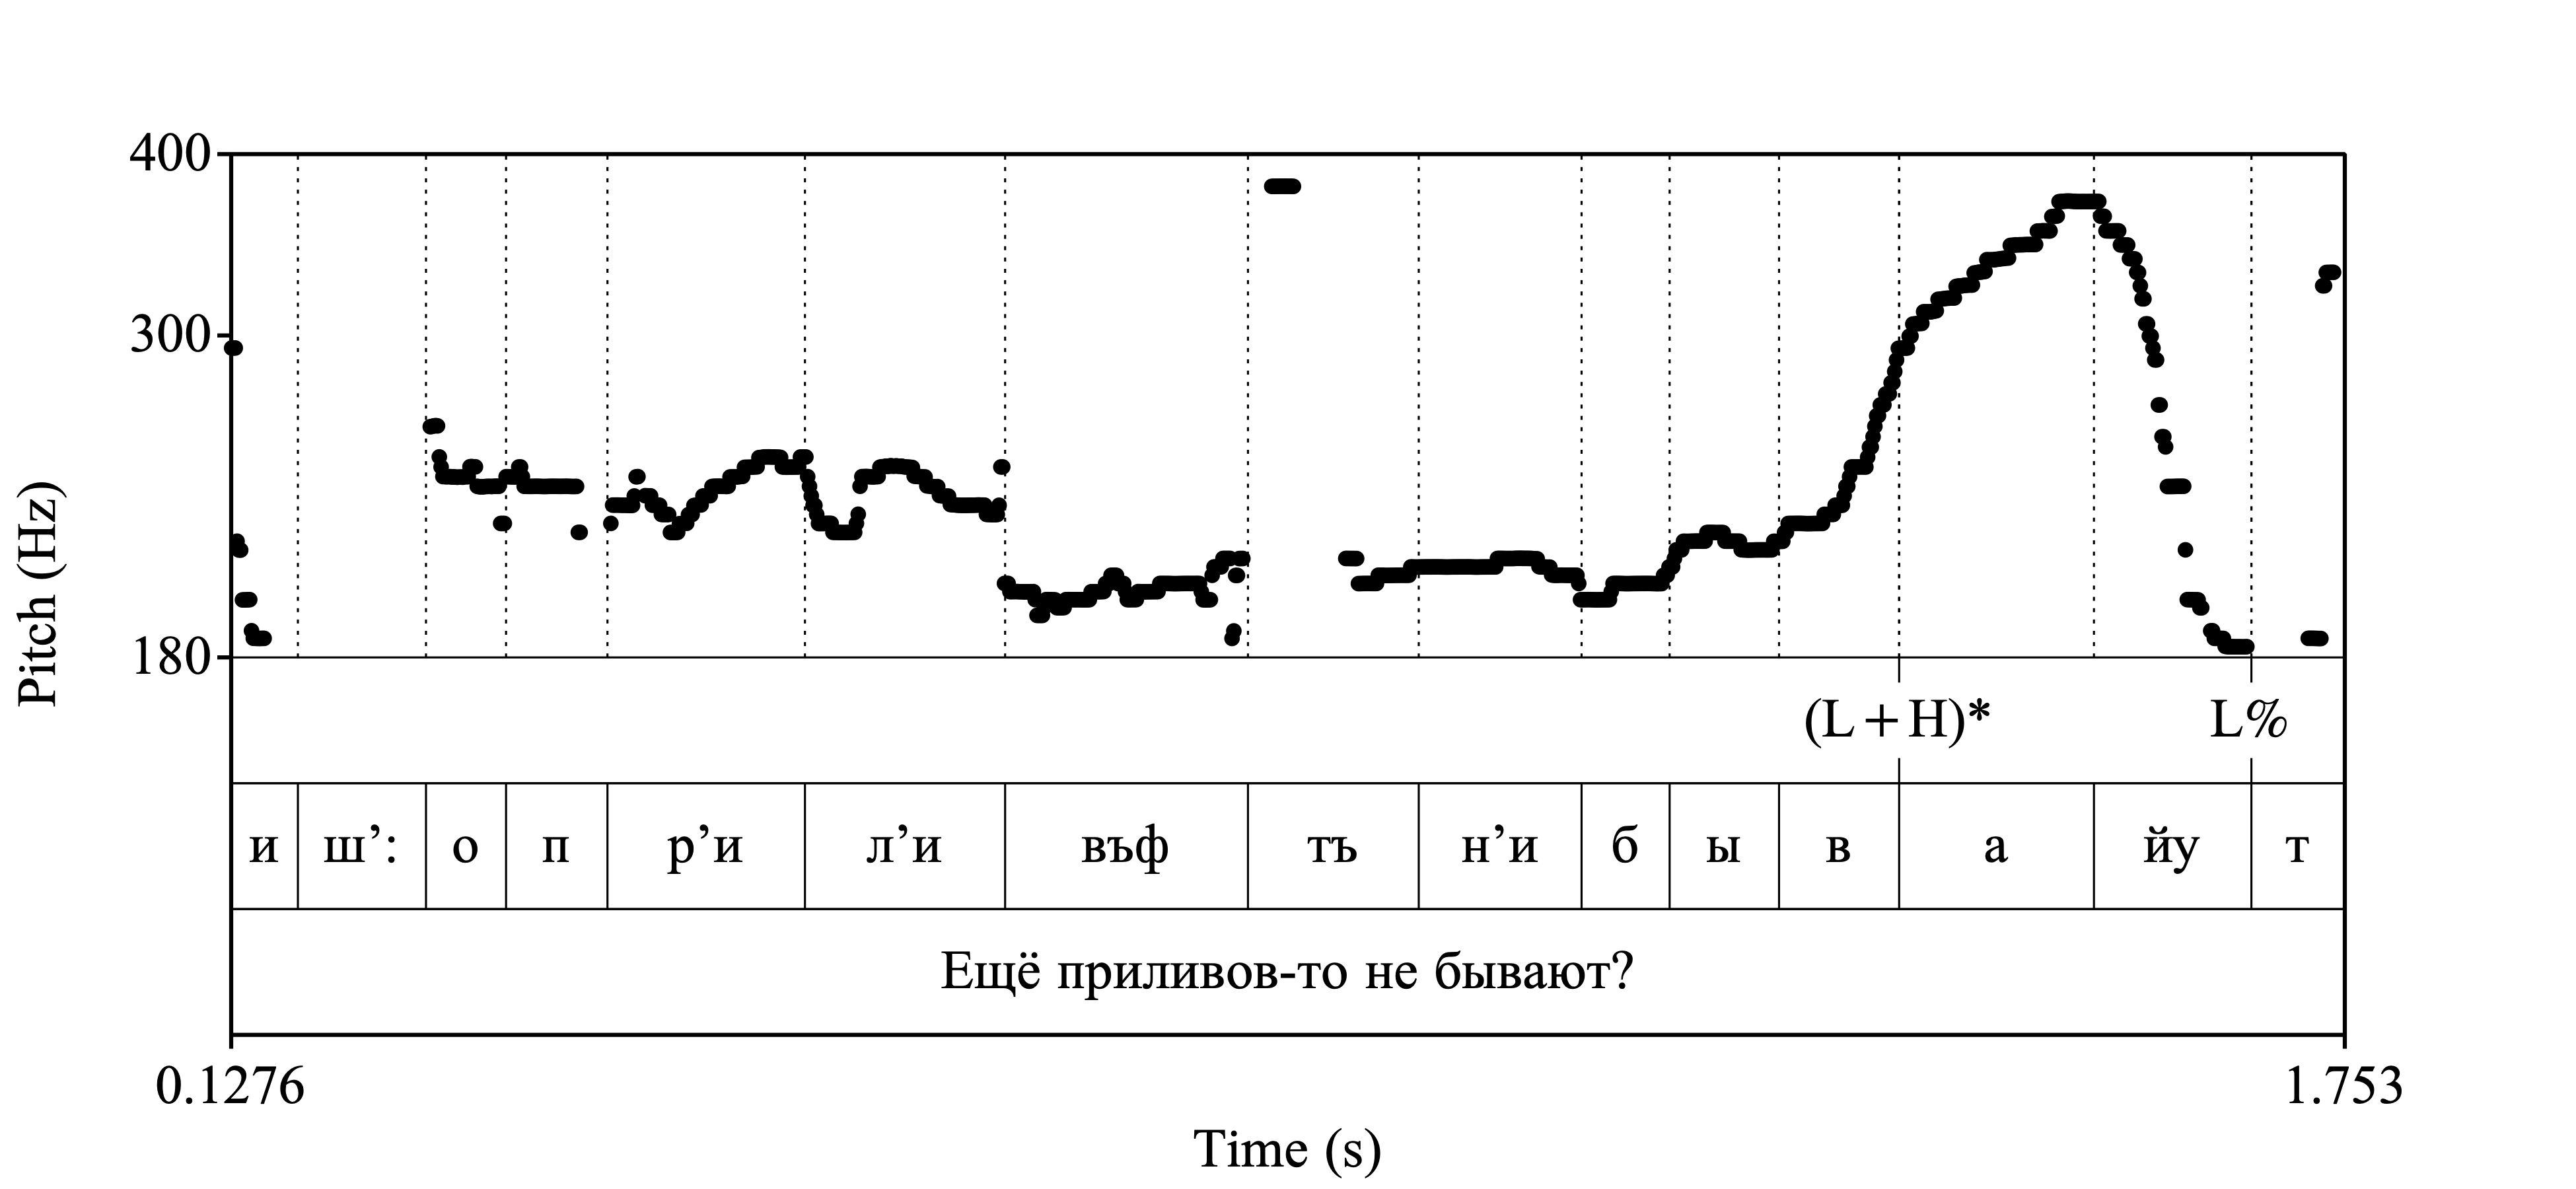 400
300
180
Pitch (Hz)
(L + H)* L%
и ш’: о п р’и л’и въф тъ н’и б ы в а йу т
Ещё приливов-то не бывают?
0.1276 1.753
Time (s)